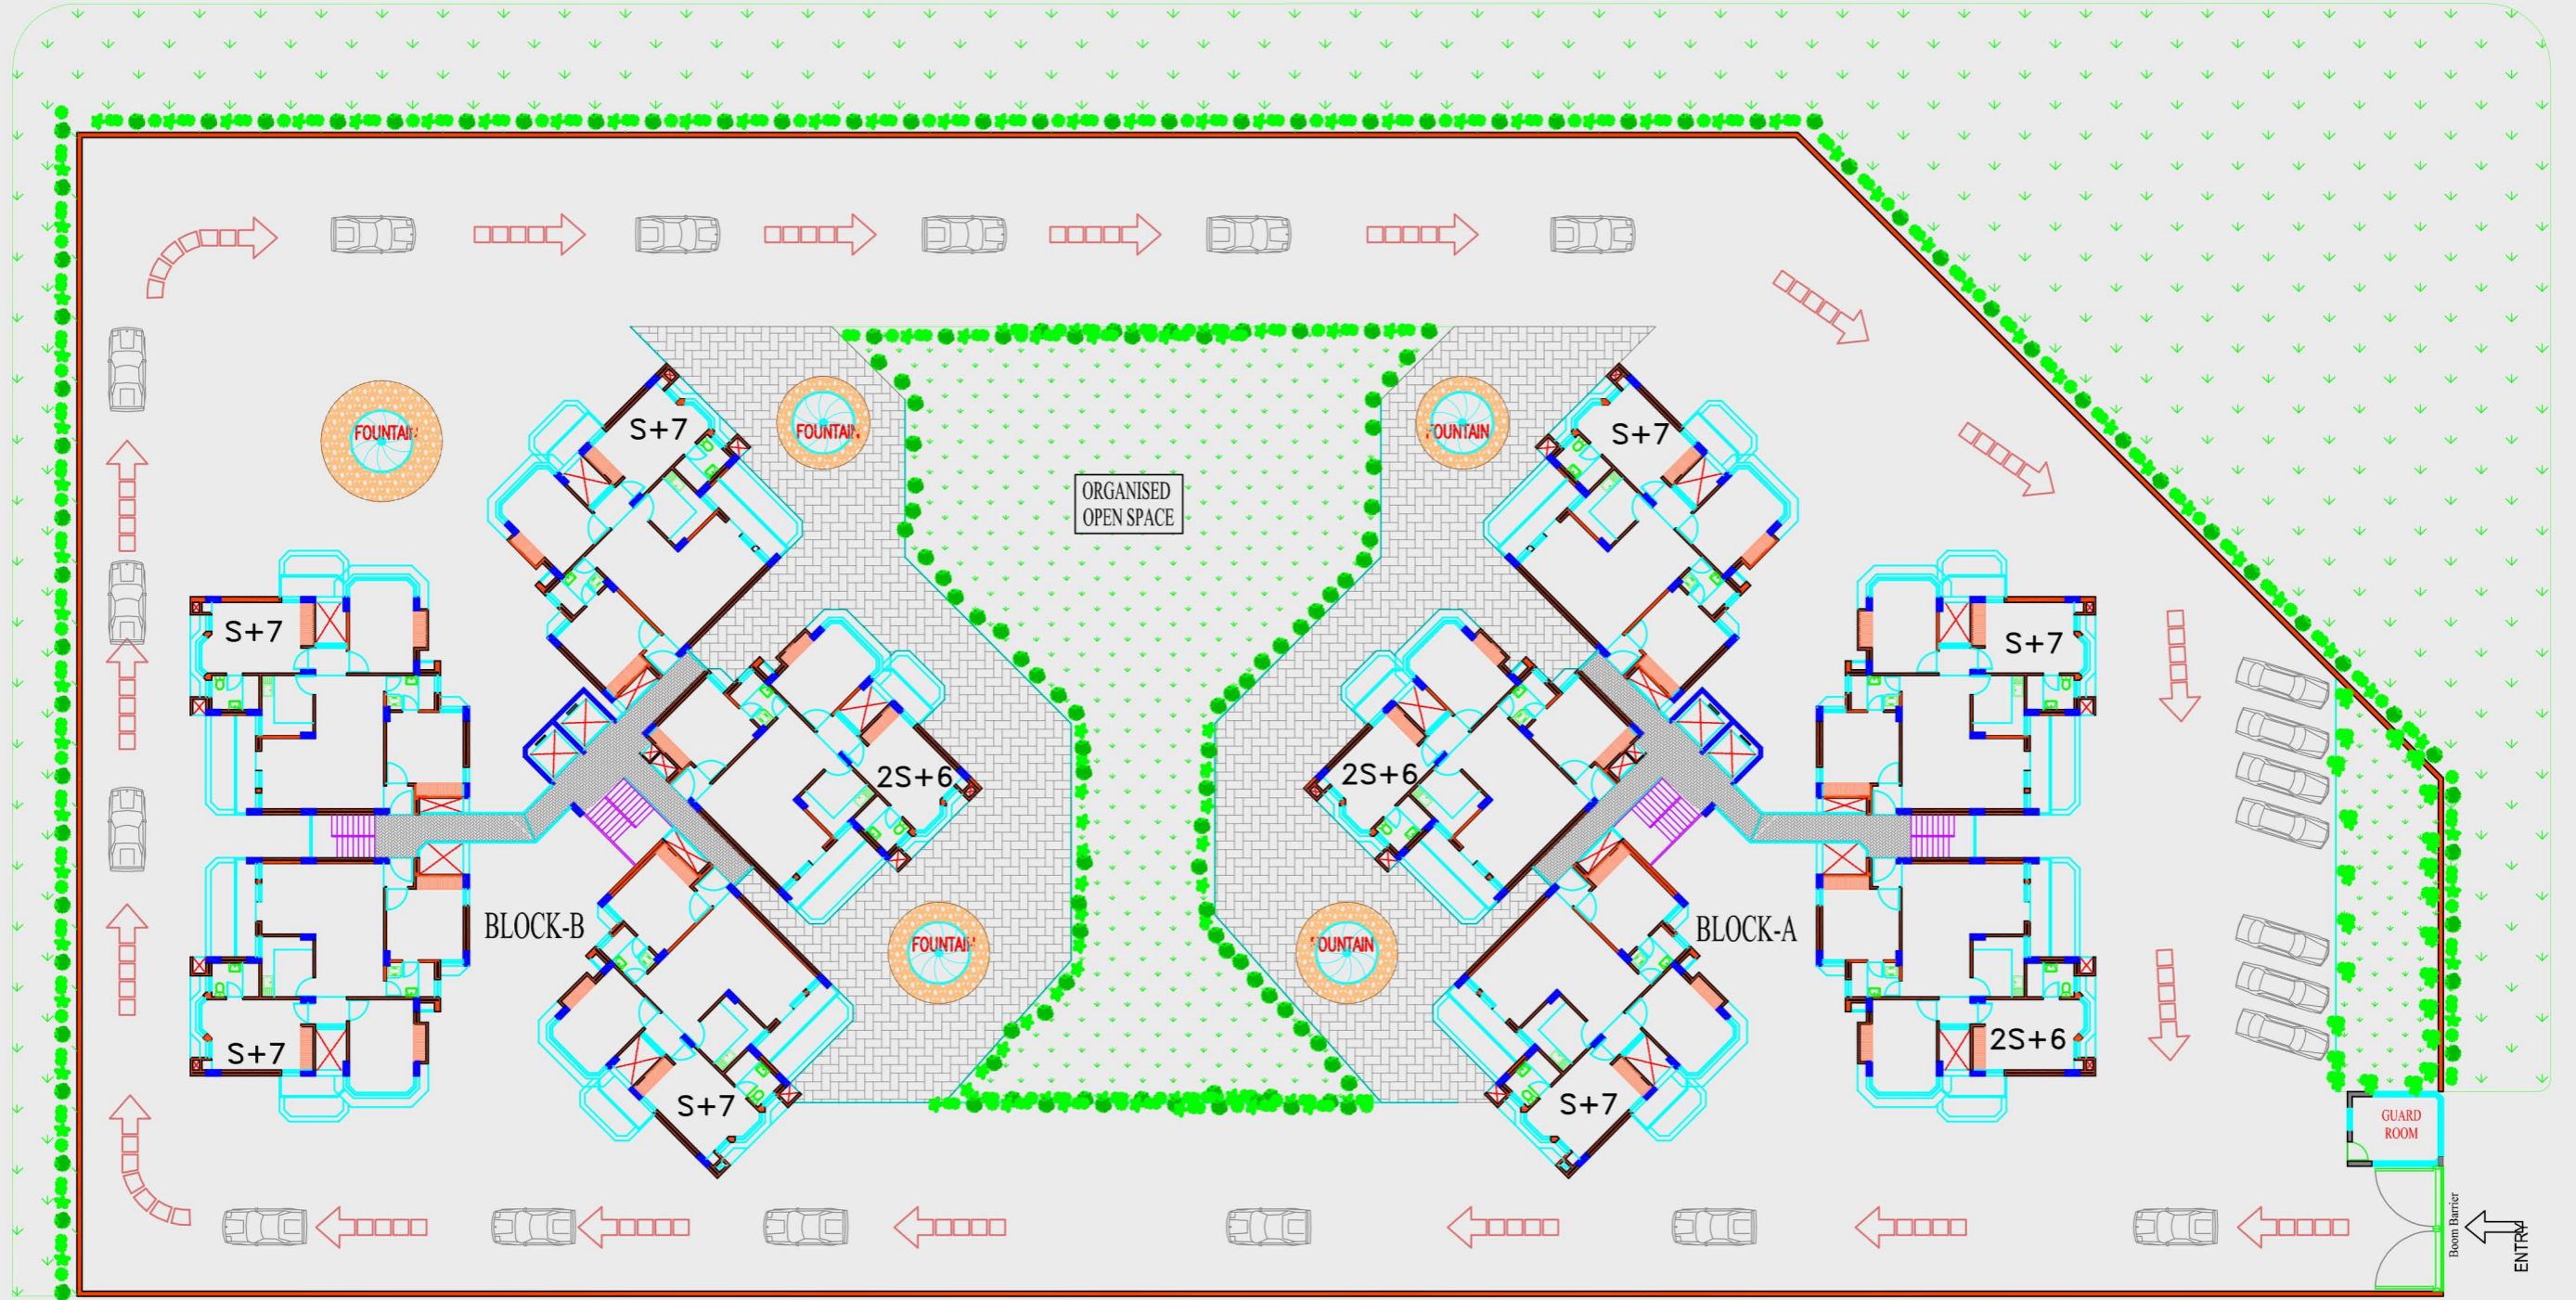 FOUNTAIN
FOUNTAIN
FOUNTAIN
S+7
S+7
ORGANISED
OPEN SPACE
S+7
S+7
2S+6
2S+6
BLOCK-B
BLOCK-A
FOUNTAIN
FOUNTAIN
S+7
2S+6
S+7
S+7
GUARD
ROOM
Boom Barrier
ENTRY